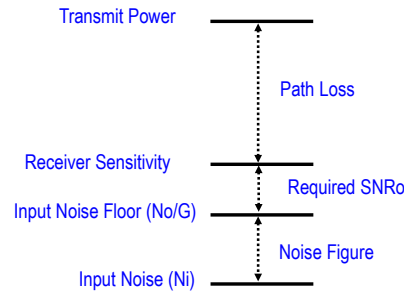 Transmit Power
Path Loss
Receiver Sensitivity
Required SNRo
Input Noise Floor (No/G)
Noise Figure
Input Noise (Ni)